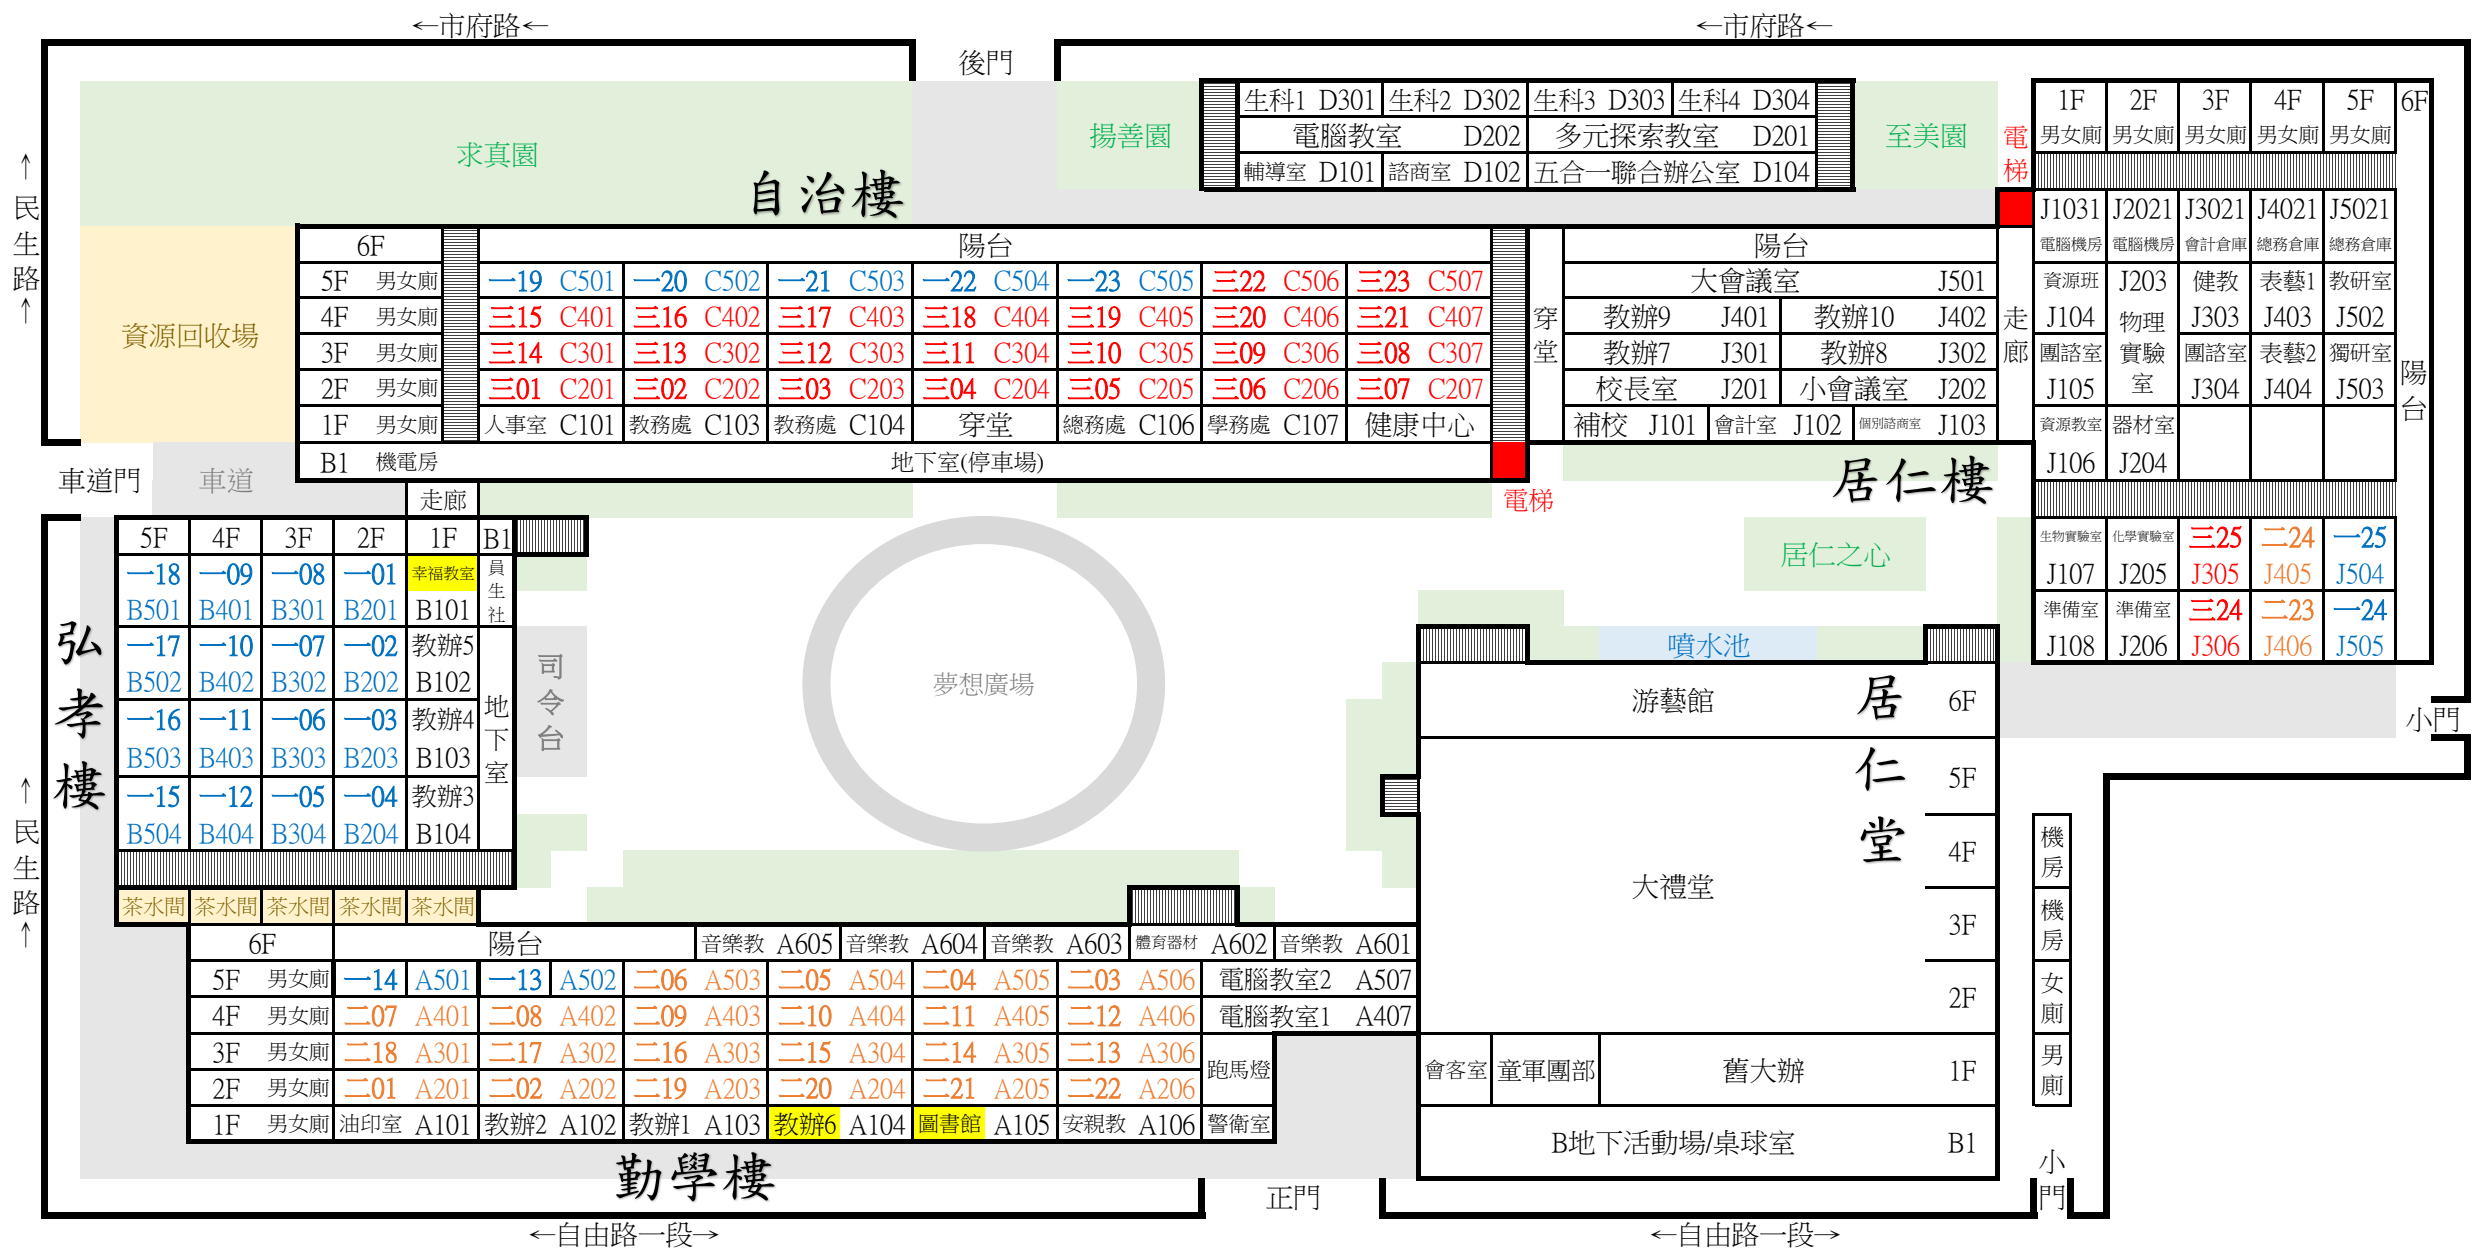 ←市府路←
←市府路←
後門
求真園
揚善園
至美園
自治樓
生科1 D301 生科2 D302 生科3 D303 生科4 D304
電腦教室 D202 多元探索教室 D201
輔導室 D101 諮商室 D102 五合一聯合辦公室 D104
電梯
1F 2F 3F 4F 5F 6F
男女廁 男女廁 男女廁 男女廁 男女廁
J1031 J2021 J3021 J4021 J5021
電腦機房 電腦機房 會計倉庫 總務倉庫 總務倉庫
資源班 J203 健教 表藝1 教研室
J104 物理實驗室 J303 J403 J502
團諮室 團諮室 表藝2 獨研室
J105 J304 J404 J503
資源教室 器材室
J106 J204
陽台
生物實驗室 化學實驗室 三25 二24 一25
J107 J205 J305 J405 J504
準備室 準備室 三24 二23 一24
J108 J206 J306 J406 J505
↑民生路↑
資源回收場
6F 陽台
5F 男女廁 一19 C501 一20 C502 一21 C503 一22 C504 一23 C505 三22 C506 三23 C507
4F 男女廁 三15 C401 三16 C402 三17 C403 三18 C404 三19 C405 三20 C406 三21 C407
3F 男女廁 三14 C301 三13 C302 三12 C303 三11 C304 三10 C305 三09 C306 三08 C307
2F 男女廁 三01 C201 三02 C202 三03 C203 三04 C204 三05 C205 三06 C206 三07 C207
1F 男女廁 人事室 C101 教務處 C103 教務處 C104 穿堂 總務處 C106 學務處 C107 健康中心
B1 機電房 地下室(停車場)
電梯
穿堂
陽台
大會議室 J501
教辦9 J401 教辦10 J402
教辦7 J301 教辦8 J302
校長室 J201 小會議室 J202
補校 J101 會計室 J102 個別諮商室 J103
走廊
居仁樓
居仁之心
車道門
車道
走廊
5F 4F 3F 2F 1F B1
一18 一09 一08 一01 幸福教室
B501 B401 B301 B201 B101
一17 一10 一07 一02 教辦5
B502 B402 B302 B202 B102
一16 一11 一06 一03 教辦4
B503 B403 B303 B203 B103
一15 一12 一05 一04 教辦3
B504 B404 B304 B204 B104
員生社
地下室
茶水間 茶水間 茶水間 茶水間 茶水間
弘孝樓
↑民生路↑
司令台
夢想廣場
噴水池
居仁堂
游藝館 6F
5F
大禮堂
4F
3F
2F
會客室 童軍團部 舊大辦 1F
B地下活動場/桌球室 B1
小門
機房
機房
女廁
男廁
小門
6F 陽台 音樂教 A605 音樂教 A604 音樂教 A603 體育器材 A602 音樂教 A601
5F 男女廁 一14 A501 一13 A502 二06 A503 二05 A504 二04 A505 二03 A506 電腦教室2 A507
4F 男女廁 二07 A401 二08 A402 二09 A403 二10 A404 二11 A405 二12 A406 電腦教室1 A407
3F 男女廁 二18 A301 二17 A302 二16 A303 二15 A304 二14 A305 二13 A306
2F 男女廁 二01 A201 二02 A202 二19 A203 二20 A204 二21 A205 二22 A206
跑馬燈
1F 男女廁 油印室 A101 教辦2 A102 教辦1 A103 教辦6 A104 圖書館 A105 安親教 A106 警衛室
勤學樓
正門
←自由路一段→
←自由路一段→